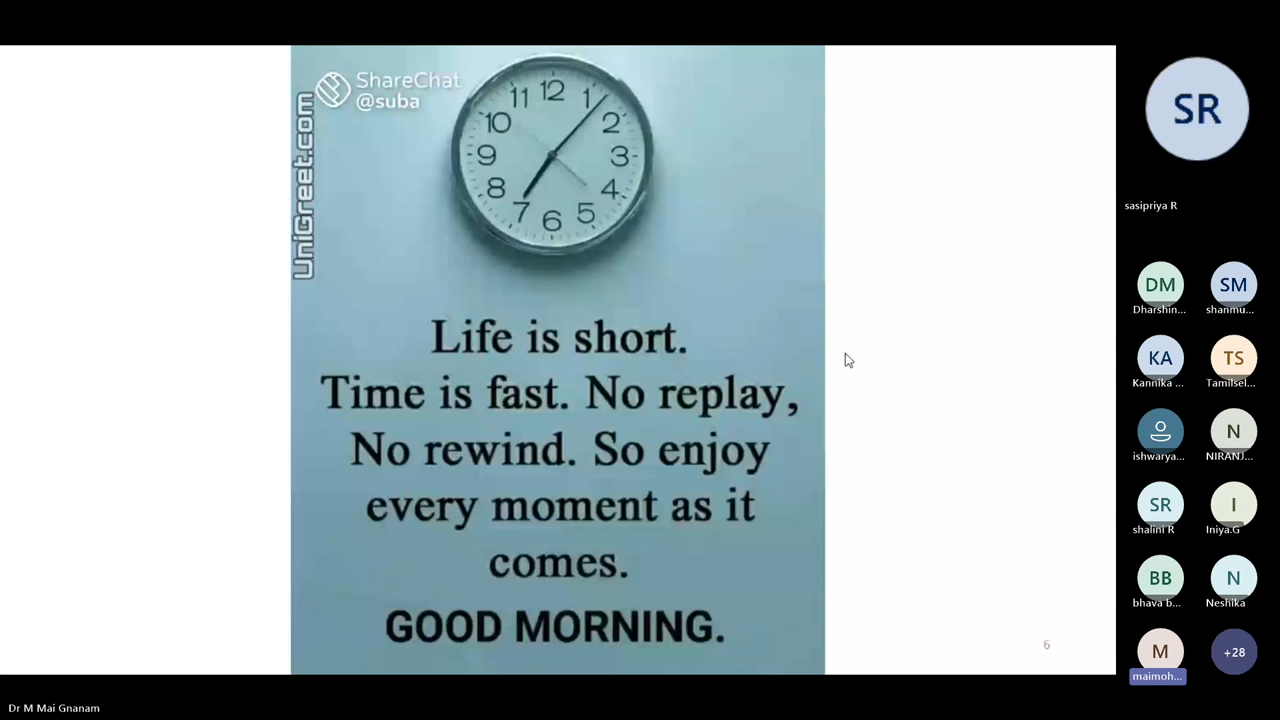 ShareChat
@suba
UniGreet.com
12
1
2
3
4
5
6
7
8
9
10
11
Life is short.
Time is fast. No replay,
No rewind. So enjoy
every moment as it
comes.
GOOD MORNING.
6
SR
sasipriya R
DM
SM
Dharshin...
shanmu...
KA
TS
Kannika ...
Tamilsel...
N
ishwarya...
NIRANJ...
SR
I
shalini R
Iniya.G
BB
N
bhava b...
Neshika
M
+28
maimoh...
Dr M Mai Gnanam